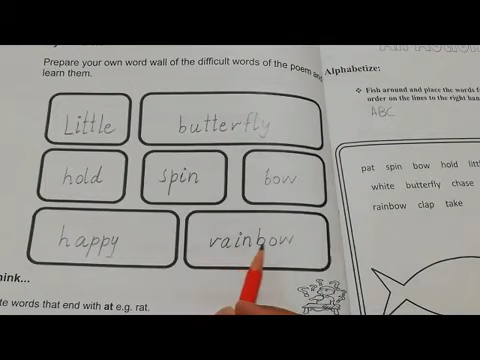 Prepare your own word wall of the difficult words of the poem and
learn them.
Little butterfly
hold spin bow
happy rainbow
hink...
te words that end with at e.g. rat.
Alphabetize:
Fish around and place the words f
order on the lines to the right han
ABC
pat spin bow hold littl
white butterfly chase
rainbow clap take